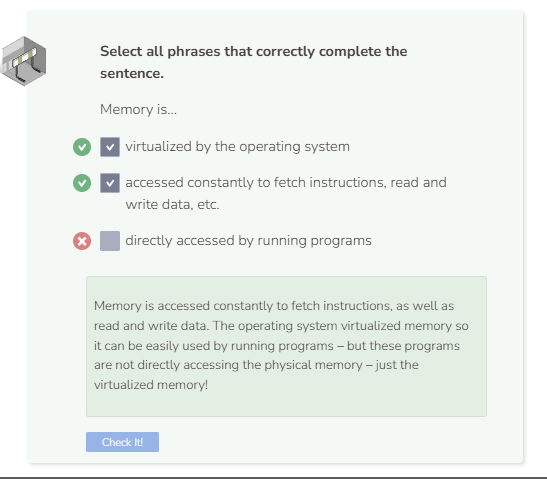 Select all phrases that correctly complete the
sentence.
Memory is...
virtualized by the operating system
accessed constantly to fetch instructions, read and
write data, etc.
directly accessed by running programs
Memory is accessed constantly to fetch instructions, as well as
read and write data. The operating system virtualized memory so
it can be easily used by running programs – but these programs
are not directly accessing the physical memory – just the
virtualized memory!
Check It!